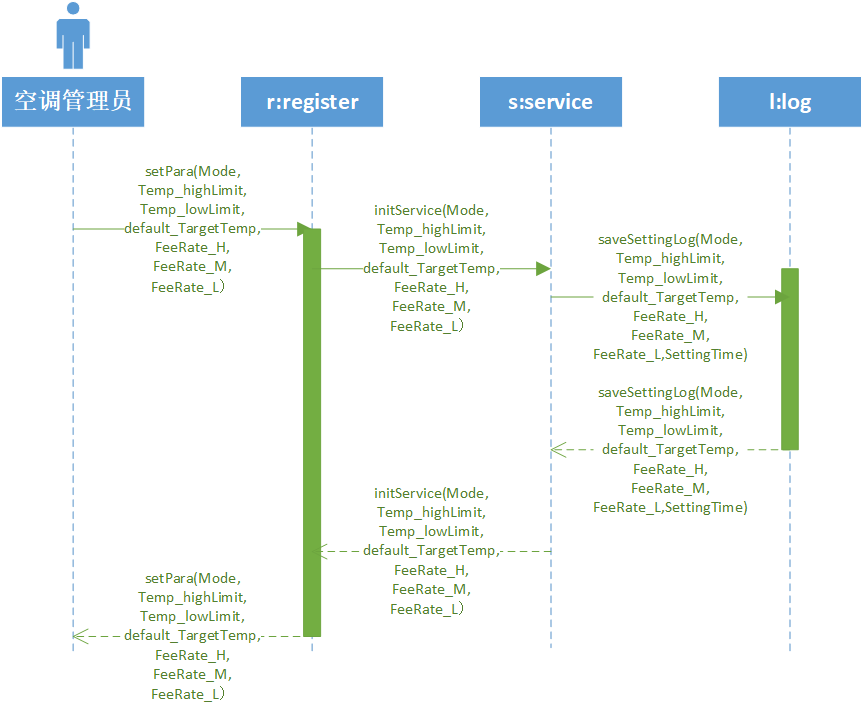 空调管理员
r:register
s:service
l:log
setPara(Mode,
Temp_highLimit,
Temp_lowLimit,
default_TargetTemp,
FeeRate_H,
FeeRate_M,
FeeRate_L）
initService(Mode,
Temp_highLimit,
Temp_lowLimit,
default_TargetTemp,
FeeRate_H,
FeeRate_M,
FeeRate_L）
saveSettingLog(Mode,
Temp_highLimit,
Temp_lowLimit,
default_TargetTemp,
FeeRate_H,
FeeRate_M,
FeeRate_L,SettingTime)
saveSettingLog(Mode,
Temp_highLimit,
Temp_lowLimit,
default_TargetTemp,
FeeRate_H,
FeeRate_M,
FeeRate_L,SettingTime)
initService(Mode,
Temp_highLimit,
Temp_lowLimit,
default_TargetTemp,
FeeRate_H,
FeeRate_M,
FeeRate_L）
setPara(Mode,
Temp_highLimit,
Temp_lowLimit,
default_TargetTemp,
FeeRate_H,
FeeRate_M,
FeeRate_L）